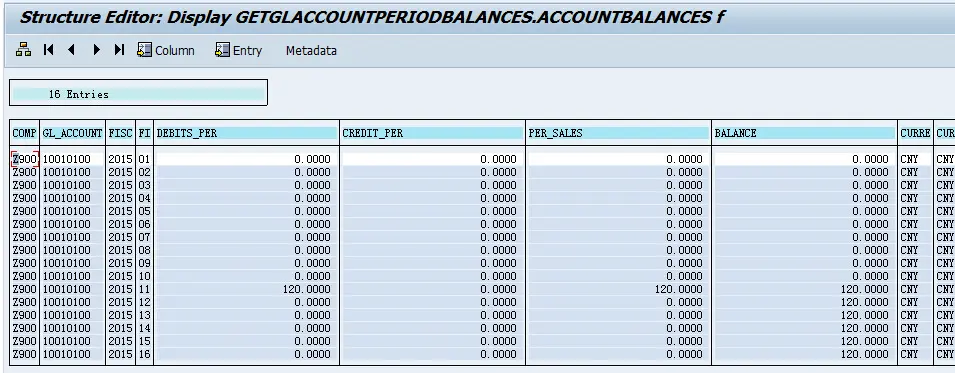 Structure Editor: Display GETGLACCOUNTPERIODBALANCES.ACCOUNTBALANCES f
Column Entry Metadata
16 Entries
COMP GL_ACCOUNT FISC FI DEBITS_PER CREDIT_PER PER_SALES BALANCE CURRE CUR
Z900 10010100 2015 01 0.0000 0.0000 0.0000 0.0000 CNY CNY
Z900 10010100 2015 02 0.0000 0.0000 0.0000 0.0000 CNY CNY
Z900 10010100 2015 03 0.0000 0.0000 0.0000 0.0000 CNY CNY
Z900 10010100 2015 04 0.0000 0.0000 0.0000 0.0000 CNY CNY
Z900 10010100 2015 05 0.0000 0.0000 0.0000 0.0000 CNY CNY
Z900 10010100 2015 06 0.0000 0.0000 0.0000 0.0000 CNY CNY
Z900 10010100 2015 07 0.0000 0.0000 0.0000 0.0000 CNY CNY
Z900 10010100 2015 08 0.0000 0.0000 0.0000 0.0000 CNY CNY
Z900 10010100 2015 09 0.0000 0.0000 0.0000 0.0000 CNY CNY
Z900 10010100 2015 10 0.0000 0.0000 0.0000 0.0000 CNY CNY
Z900 10010100 2015 11 120.0000 0.0000 120.0000 120.0000 CNY CNY
Z900 10010100 2015 12 0.0000 0.0000 0.0000 120.0000 CNY CNY
Z900 10010100 2015 13 0.0000 0.0000 0.0000 120.0000 CNY CNY
Z900 10010100 2015 14 0.0000 0.0000 0.0000 120.0000 CNY CNY
Z900 10010100 2015 15 0.0000 0.0000 0.0000 120.0000 CNY CNY
Z900 10010100 2015 16 0.0000 0.0000 0.0000 120.0000 CNY CNY